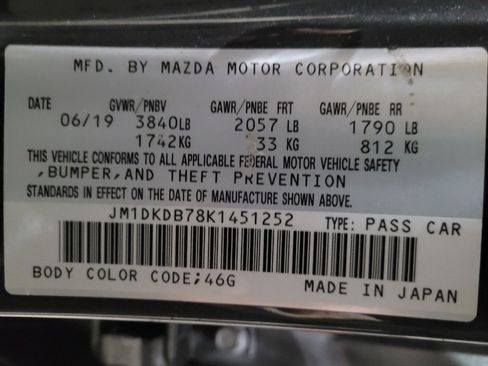 MFD. BY MAZDA MOTOR CORPORATION
DATE GVWR/PNBV GAWR/PNBE FRT GAWR/PNBE RR
06/19 3840LB 2057 LB 1790 LB
1742KG 33 KG 812 KG
THIS VEHICLE CONFORMS TO ALL APPLICABLE FEDERAL MOTOR VEHICLE SAFETY
,BUMPER,AND THEFT PREVENTION
STANDARDS IN EFFECT ON THE DATE OF MANUFACTURE SHOWN ABOVE.
JM1DKDB78K1451252 TYPE: PASS CAR
BODY COLOR CODE;46G MADE IN JAPAN